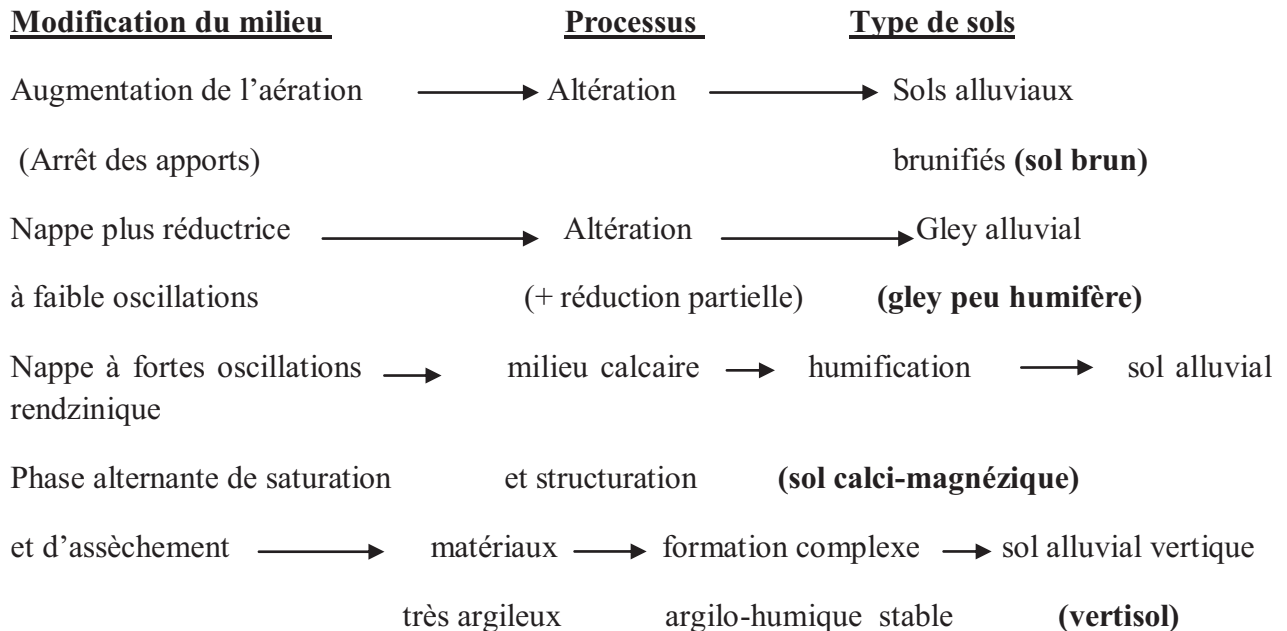 Modification du milieu Processus Type de sols
Augmentation de l’aération Altération Sols alluviaux
(Arrêt des apports) brunifiés (sol brun)
Nappe plus réductrice Altération Gley alluvial
à faible oscillations (+ réduction partielle) (gley peu humifère)
Nappe à fortes oscillations milieu calcaire humification sol alluvial
rendzinique
Phase alternante de saturation et structuration (sol calci-magnézique)
et d’assèchement matériaux formation complexe sol alluvial vertique
très argileux argilo-humique stable (vertisol)